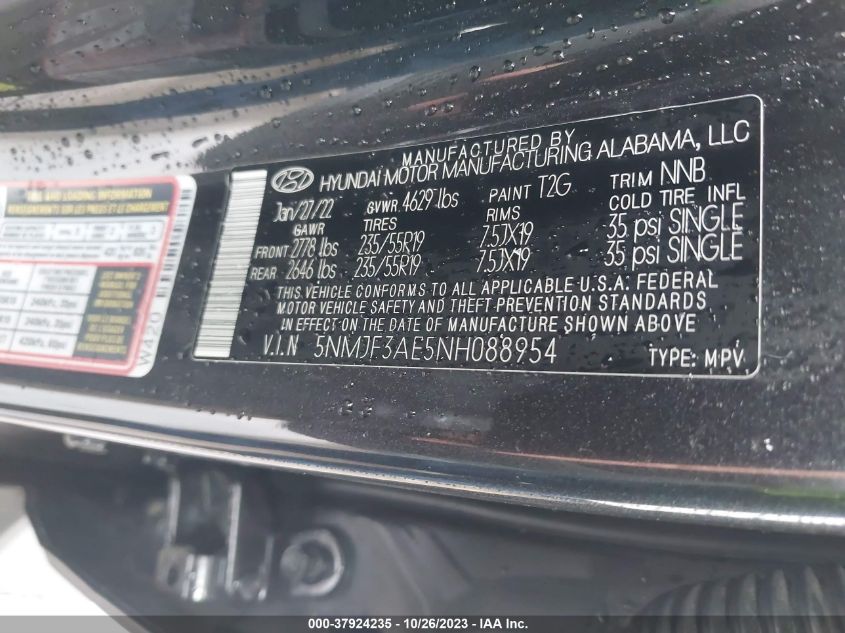 MANUFACTURED BY
HYUNDAI MOTOR MANUFACTURING ALABAMA, LLC
Jan/27/22 GVWR 4629 lbs PAINT T2G TRIM NNB
GAWR TIRES RIMS COLD TIRE INFL
FRONT 2778 lbs 235/55R19 7.5JX19 35 psi SINGLE
REAR 2646 lbs 235/55R19 7.5JX19 35 psi SINGLE
THIS VEHICLE CONFORMS TO ALL APPLICABLE U.S.A. FEDERAL
MOTOR VEHICLE SAFETY AND THEFT PREVENTION STANDARDS
IN EFFECT ON THE DATE OF MANUFACTURE SHOWN ABOVE.
V.I.N 5NMJF3AE5NH088954 TYPE: MPV
TIRE AND LOADING INFORMATION
W420
000-37924235 - 10/26/2023 - IAA Inc.